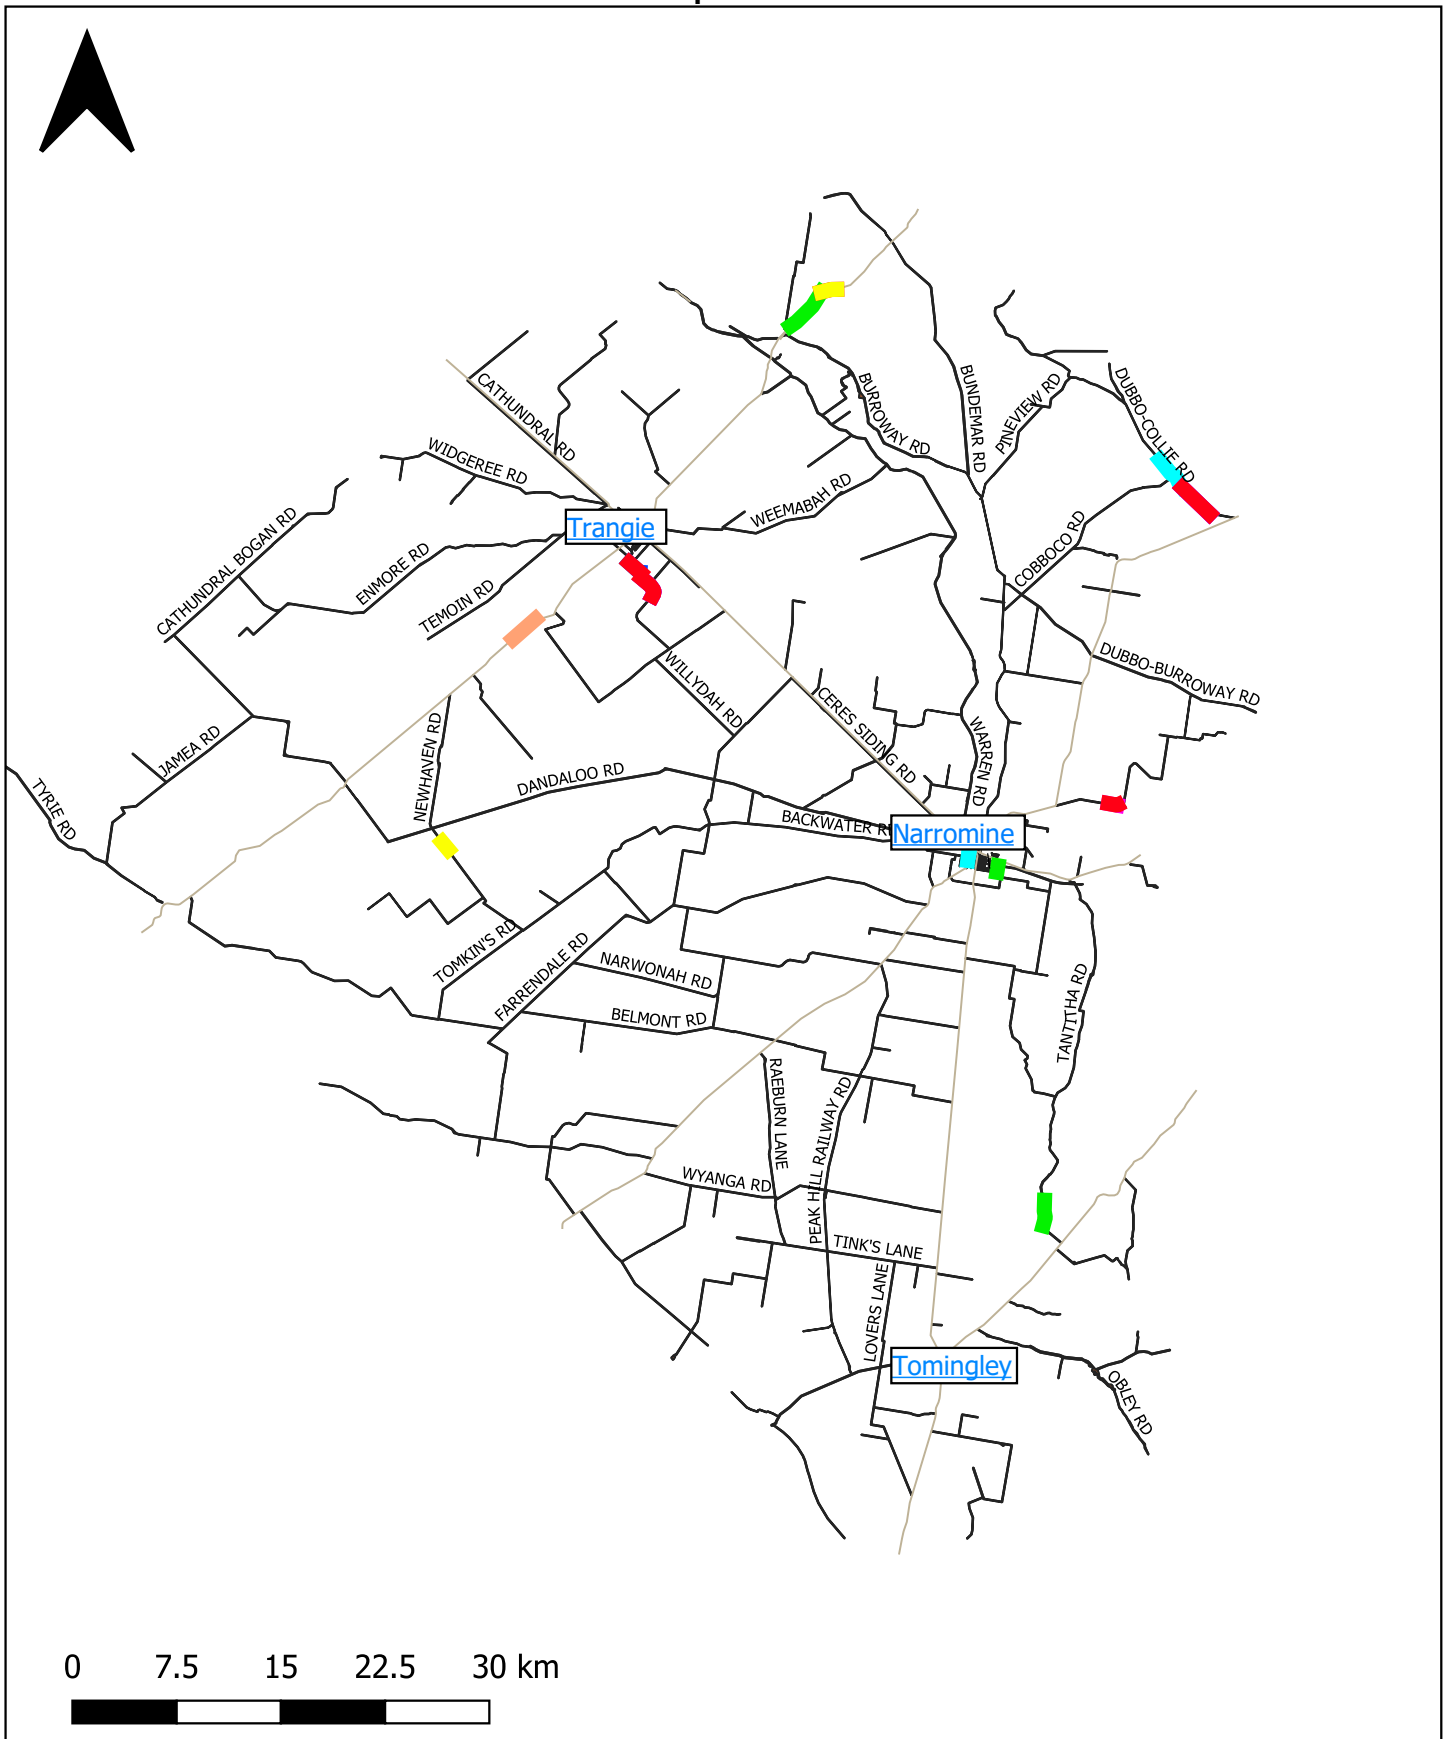 CATHUNDRAL RD
WIDGEREE RD
BURROWAY RD
BUNDEMAR RD
PINEVIEW RD
DUBBO-COLLIE RD
WEEMABAH RD
Trangie
CATHUNDRAL BOGAN RD
ENMORE RD
TEMOIN RD
COBBOCO RD
DUBBO-BURROWAY RD
WILLYDAH RD
CERES SIDING RD
WARREN RD
JAMEA RD
NEWHAVEN RD
DANDALOO RD
TYRIE RD
BACKWATER R
Narromine
TOMKIN'S RD
FARRENDALE RD
NARWONAH RD
BELMONT RD
TANTITHA RD
RAEBURN LANE
PEAK HILL RAILWAY RD
WYANGA RD
TINK'S LANE
LOVERS LANE
Tomingley
OBLEY RD
0 7.5 15 22.5 30 km